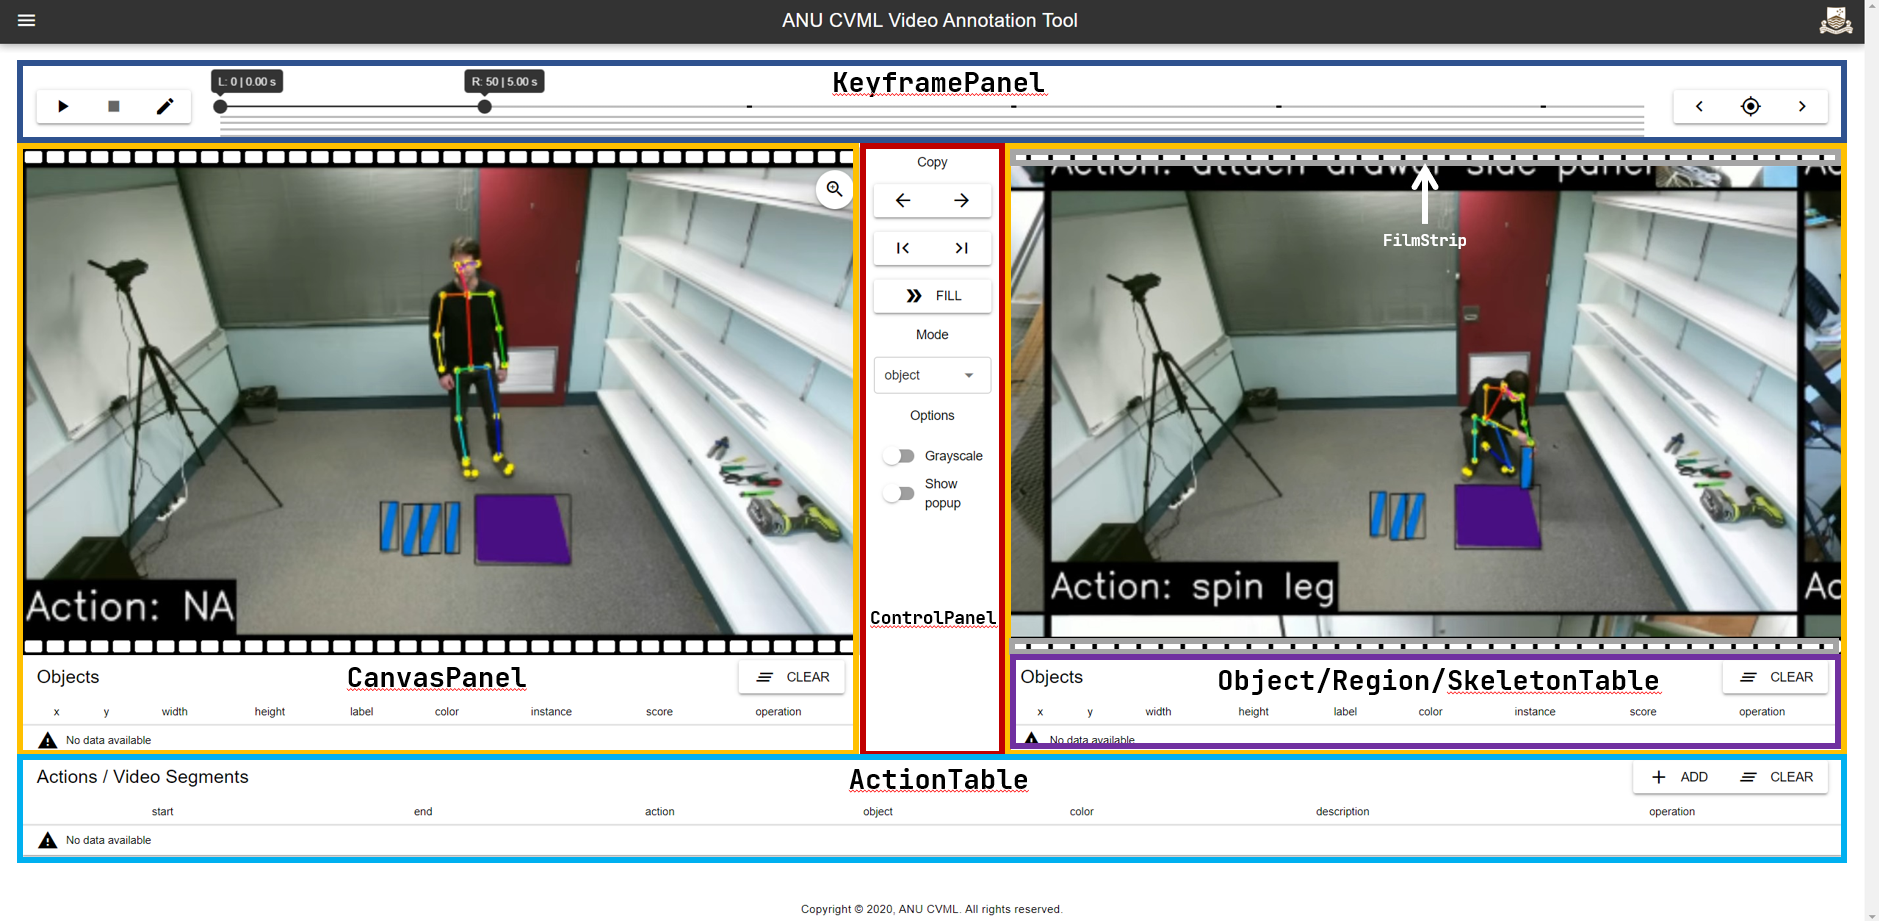 ANU CVML Video Annotation Tool
KeyframePanel
L: 0 | 0.00 s
R: 50 | 5.00 s
Action: NA
Objects
CanvasPanel
CLEAR
x y width height label color instance score operation
No data available
Copy
FILL
Mode
object
Options
Grayscale
Show
popup
ControlPanel
Action: attach drawer side panel
FilmStrip
Action: spin leg
Ac
Objects
Object/Region/SkeletonTable
CLEAR
x y width height label color instance score operation
No data available
Actions / Video Segments
ActionTable
ADD CLEAR
start end action object color description operation
No data available
Copyright © 2020, ANU CVML. All rights reserved.